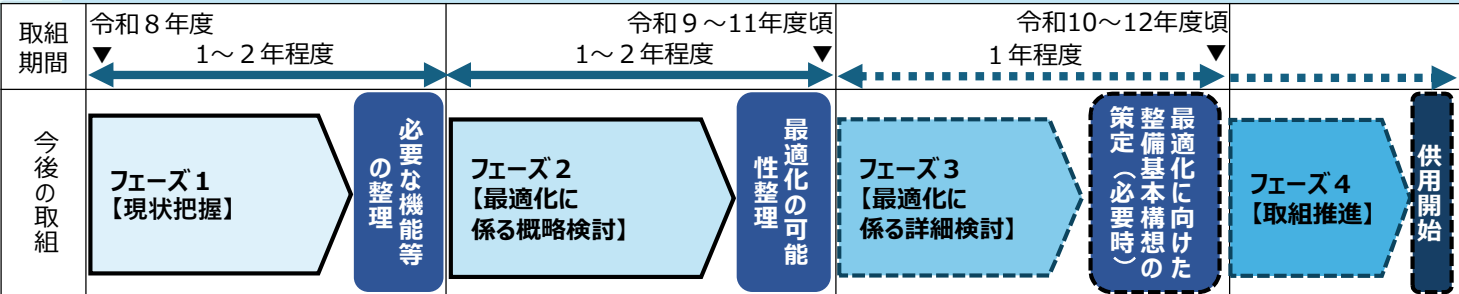 取組
期間
令和８年度
▼
1～２年程度
令和９～11年度頃
1～２年程度
▼
令和10～12年度頃
1年程度
▼
今後の取組
フェーズ１
【現状把握】
必要な機能等
の整理
フェーズ２
【最適化に
係る概略検討】
最適化の可能
性整理
フェーズ３
【最適化に
係る詳細検討】
最適化に向けた
整備基本構想の
策定（必要時）
フェーズ４
【取組推進】
供用開始